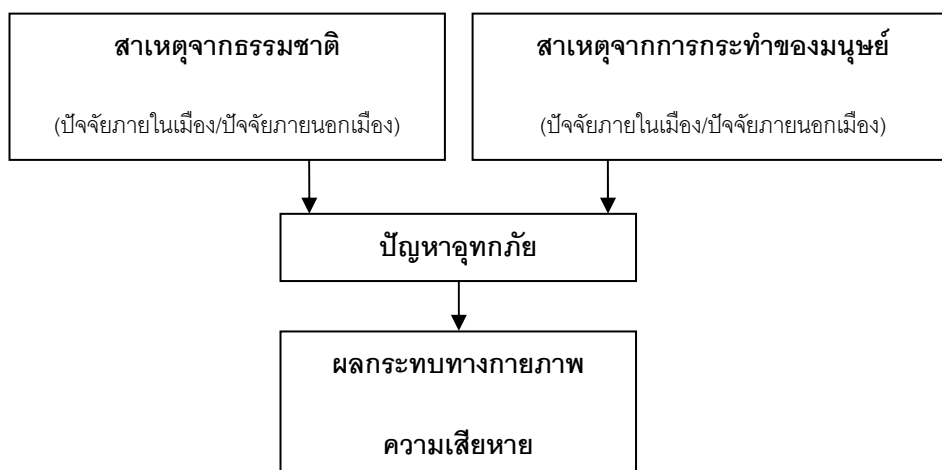 สาเหตุจากธรรมชาติ
(ปัจจัยภายในเมือง/ปัจจัยภายนอกเมือง)
สาเหตุจากการกระทำของมนุษย์
(ปัจจัยภายในเมือง/ปัจจัยภายนอกเมือง)
ปัญหาอุทกภัย
ผลกระทบทางกายภาพ
ความเสียหาย